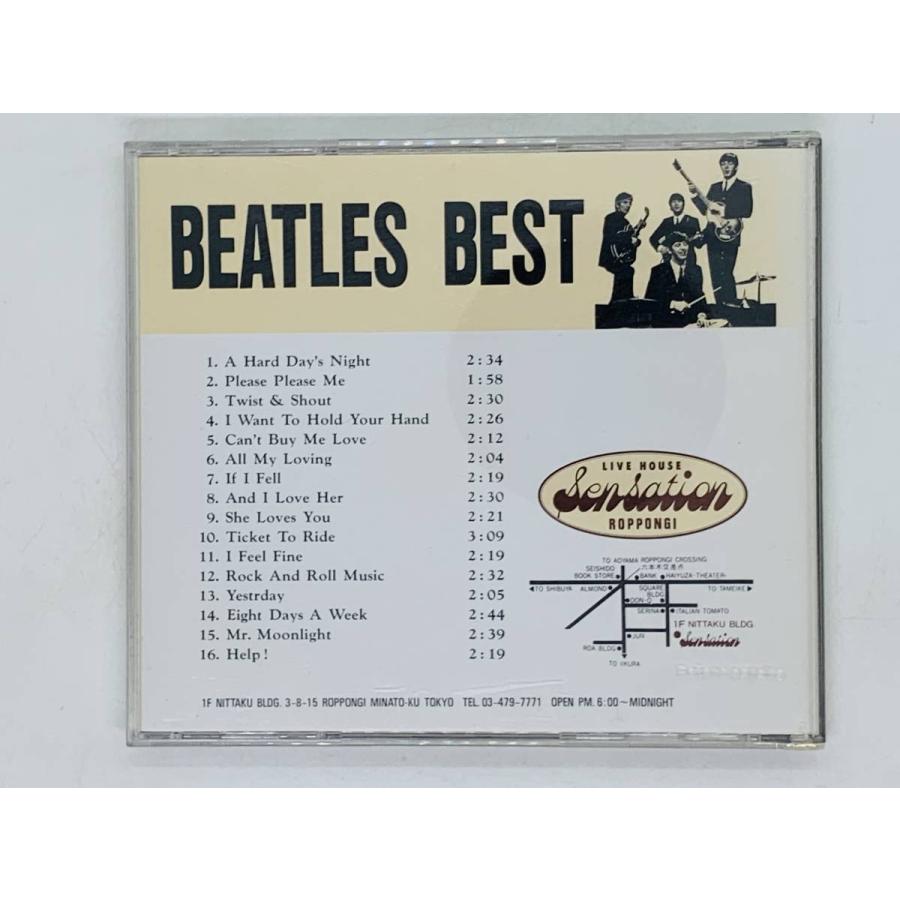 BEATLES BEST
1. A Hard Day's Night 2:34
2. Please Please Me 1:58
3. Twist & Shout 2:30
4. I Want To Hold Your Hand 2:26
5. Can't Buy Me Love 2:12
6. All My Loving 2:04
7. If I Fell 2:19
8. And I Love Her 2:30
9. She Loves You 2:21
10. Ticket To Ride 3:09
11. I Feel Fine 2:19
12. Rock And Roll Music 2:32
13. Yestrday 2:05
14. Eight Days A Week 2:44
15. Mr. Moonlight 2:39
16. Help! 2:19
LIVE HOUSE
Sensation
ROPPONGI
TO AOYAMA ROPPONGI CROSSING
SEISHIDO
BOOK STORE
六本木交差点
BANK
HAIYUZA-THEATER
TO SHIBUYA
ALMOND
SQUARE
BLDG.
TO TAMEIKE
DON-Q
SERINA
ITALIAN TOMATO
1F NITTAKU BLDG.
JURI
Sensation
ROA BLDG.
TO IIKURA
1F NITTAKU BLDG. 3-8-15 ROPPONGI MINATO-KU TOKYO TEL. 03-479-7771 OPEN PM. 6:00~MIDNIGHT